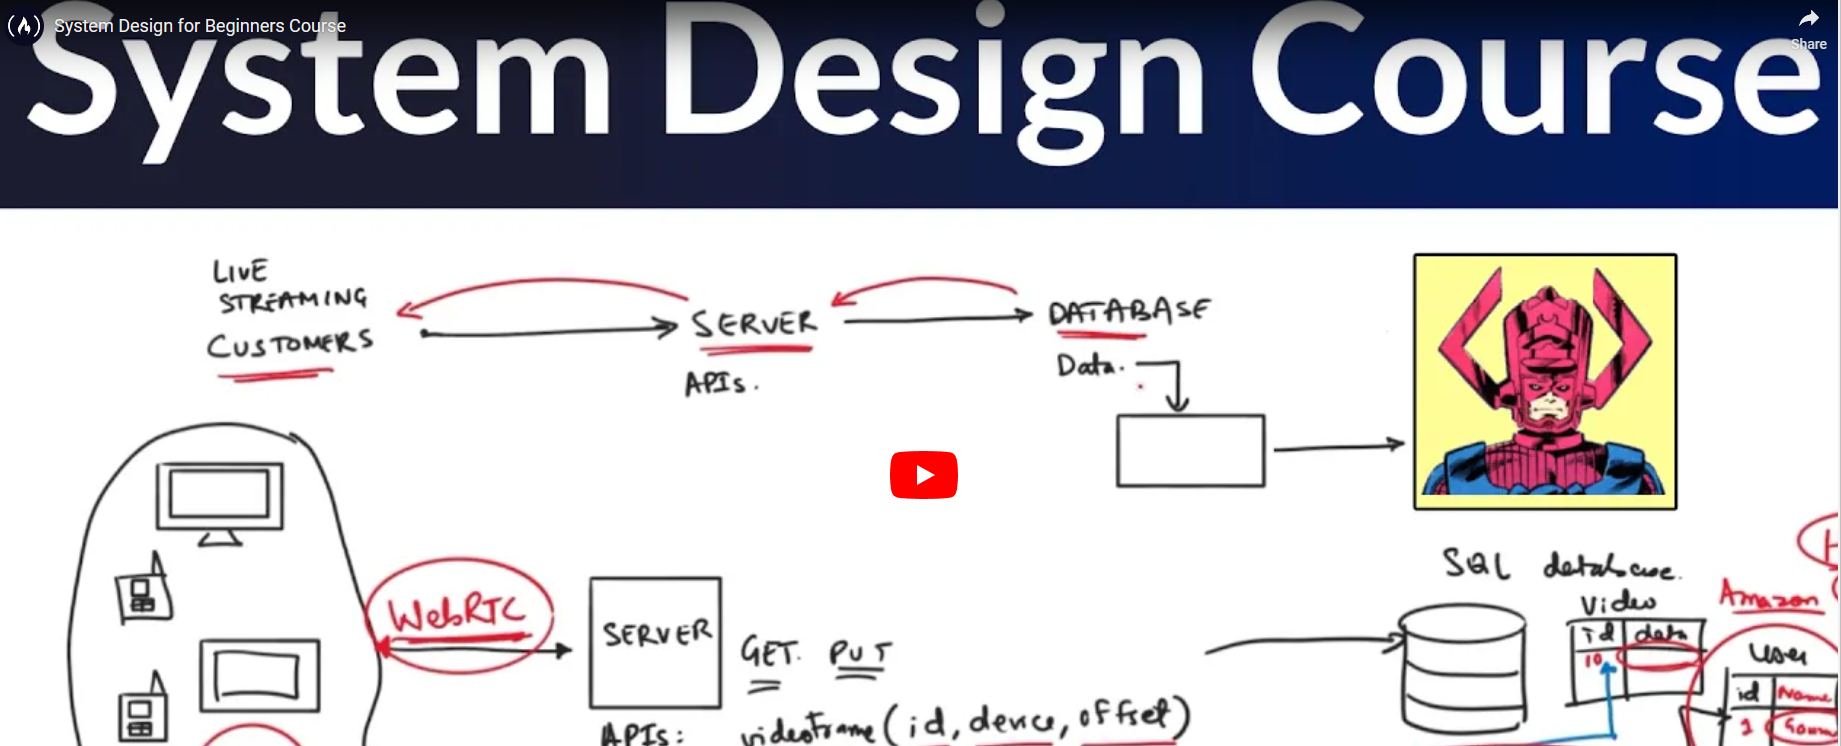 System Design for Beginners Course
Share
System Design Course
LIVE
STREAMING
CUSTOMERS
SERVER
APIs.
DATABASE
Data.
WebRTC
SERVER
GET. PUT
APIs:
videoframe (id, device, offset)
SQL database.
Video
id data
10
Amazon
User
id Name
1